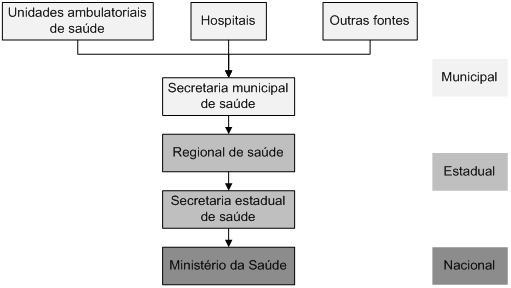 Unidades ambulatoriais
de saúde
Hospitais
Outras fontes
Secretaria municipal
de saúde
Municipal
Regional de saúde
Estadual
Secretaria estadual
de saúde
Ministério da Saúde
Nacional